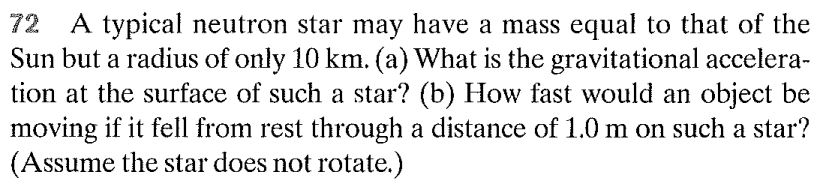 72 A typical neutron star may have a mass equal to that of the
Sun but a radius of only 10 km. (a) What is the gravitational accelera-
tion at the surface of such a star? (b) How fast would an object be
moving if it fell from rest through a distance of 1.0 m on such a star?
(Assume the star does not rotate.)